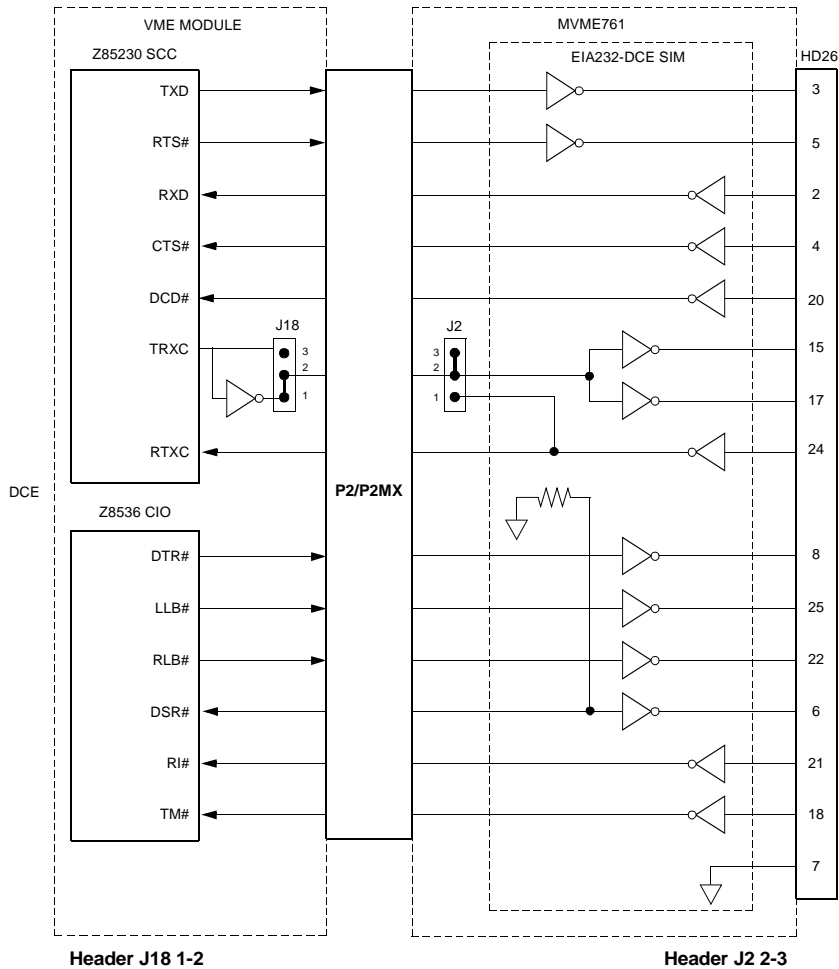 VME MODULE
MVME761
Z85230 SCC
EIA232-DCE SIM
HD26
TXD
3
RTS#
5
RXD
2
CTS#
4
DCD#
20
J18
J2
TRXC
3
3
15
2
2
1
1
17
RTXC
24
DCE
P2/P2MX
Z8536 CIO
DTR#
8
LLB#
25
RLB#
22
DSR#
6
RI#
21
TM#
18
7
Header J18 1-2
Header J2 2-3